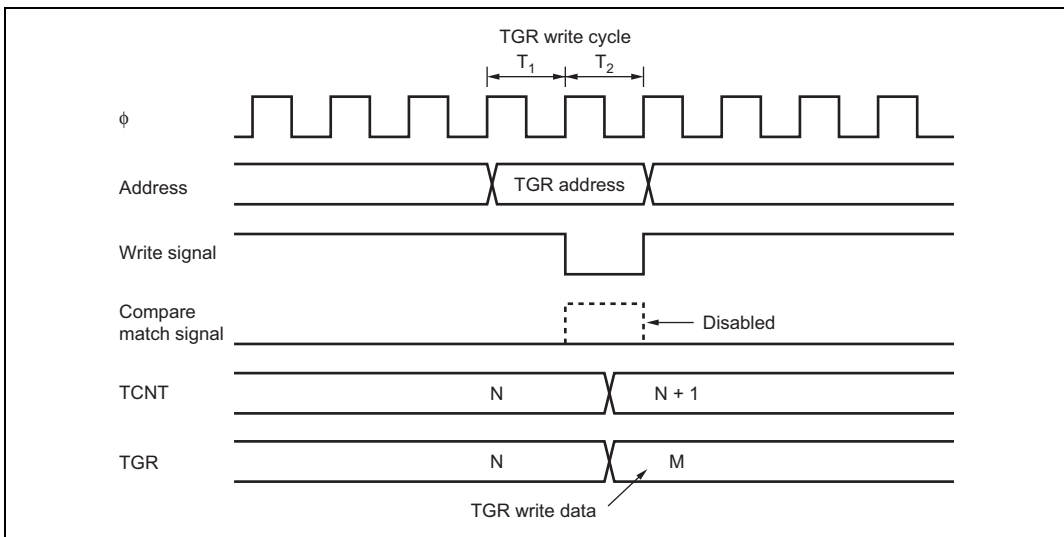 TGR write cycle
T1 T2
ϕ
Address TGR address
Write signal
Compare
match signal Disabled
TCNT N N + 1
TGR N M
TGR write data